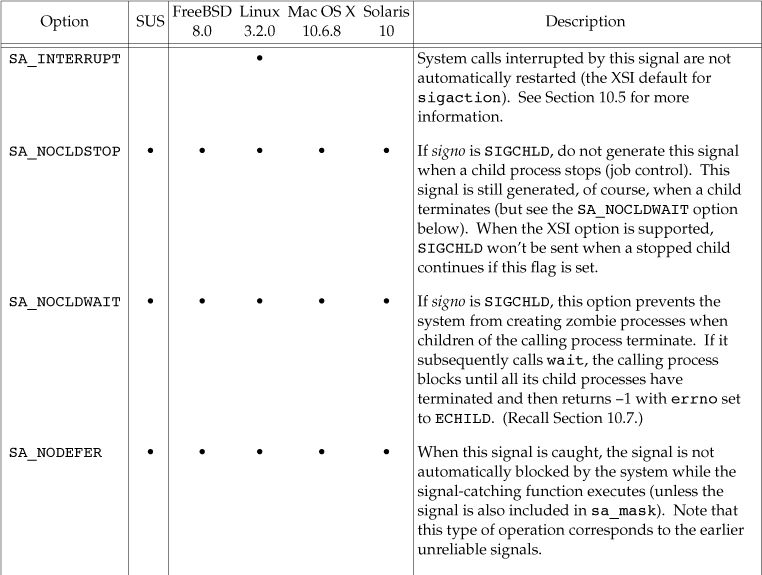 Option SUS FreeBSD 8.0 Linux 3.2.0 Mac OS X 10.6.8 Solaris 10 Description
SA_INTERRUPT • System calls interrupted by this signal are not
automatically restarted (the XSI default for
sigaction). See Section 10.5 for more
information.
SA_NOCLDSTOP • • • • • If signo is SIGCHLD, do not generate this signal
when a child process stops (job control). This
signal is still generated, of course, when a child
terminates (but see the SA_NOCLDWAIT option
below). When the XSI option is supported,
SIGCHLD won't be sent when a stopped child
continues if this flag is set.
SA_NOCLDWAIT • • • • • If signo is SIGCHLD, this option prevents the
system from creating zombie processes when
children of the calling process terminate. If it
subsequently calls wait, the calling process
blocks until all its child processes have
terminated and then returns –1 with errno set
to ECHILD. (Recall Section 10.7.)
SA_NODEFER • • • • • When this signal is caught, the signal is not
automatically blocked by the system while the
signal-catching function executes (unless the
signal is also included in sa_mask). Note that
this type of operation corresponds to the earlier
unreliable signals.